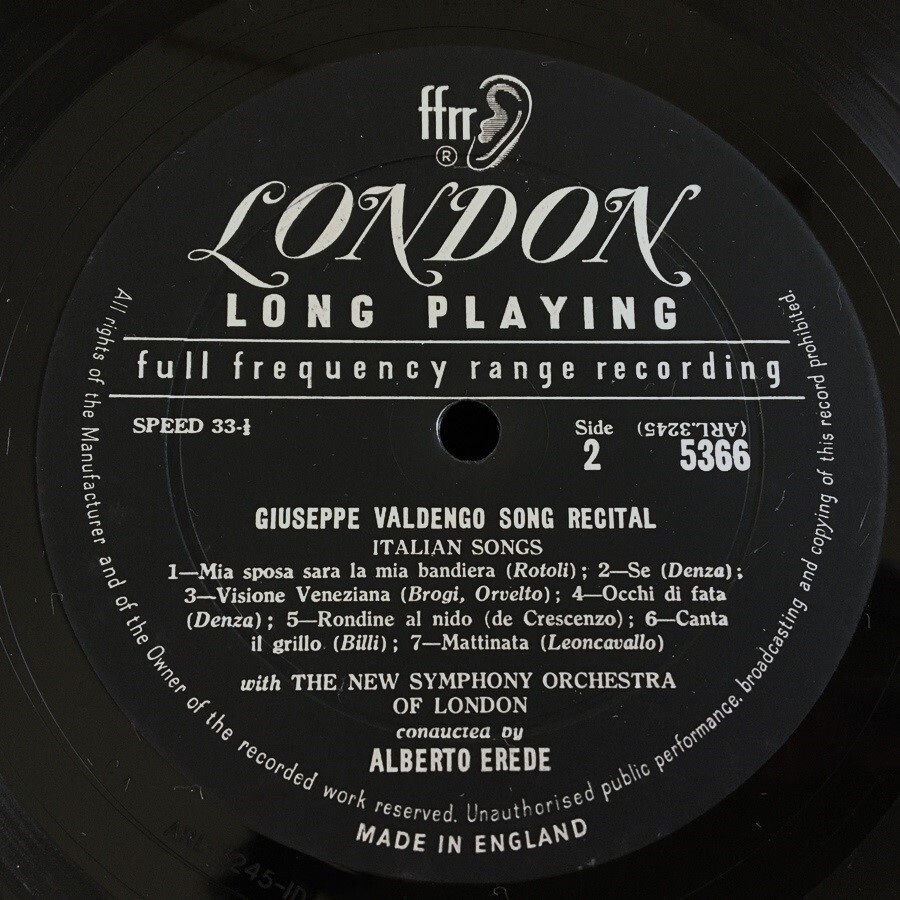 ffrr
®
LONDON
LONG PLAYING
full frequency range recording
SPEED 33-⅓
Side (ARL.3245)
2 5366
GIUSEPPE VALDENGO SONG RECITAL
ITALIAN SONGS
1—Mia sposa sara la mia bandiera (Rotoli); 2—Se (Denza);
3—Visione Veneziana (Brogi, Orvelto); 4—Occhi di fata
(Denza); 5—Rondine al nido (de Crescenzo); 6—Canta
il grillo (Billi); 7—Mattinata (Leoncavallo)
with THE NEW SYMPHONY ORCHESTRA
OF LONDON
conducted by
ALBERTO EREDE
All rights of the Manufacturer and of the Owner of the recorded work reserved. Unauthorised public performance, broadcasting and copying of this record prohibited.
MADE IN ENGLAND